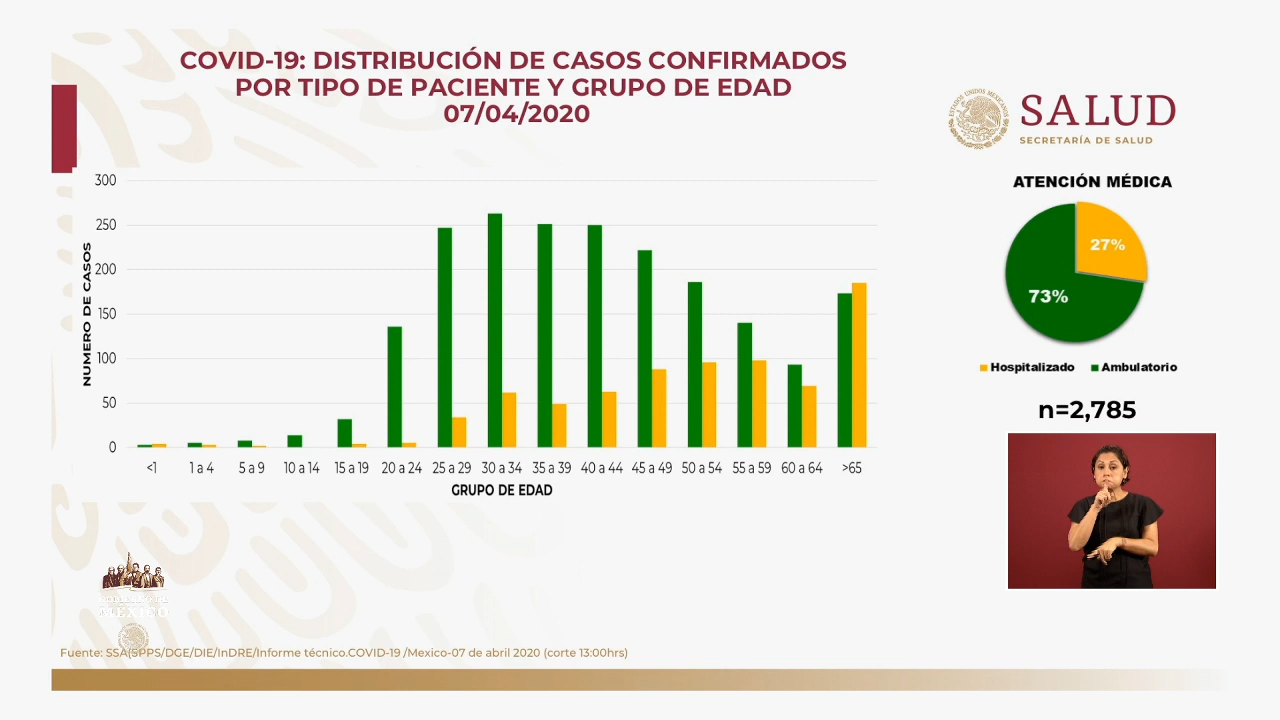 COVID-19: DISTRIBUCIÓN DE CASOS CONFIRMADOS
POR TIPO DE PACIENTE Y GRUPO DE EDAD
07/04/2020
SALUD
SECRETARÍA DE SALUD
ATENCIÓN MÉDICA
27%
73%
Hospitalizado Ambulatorio
n=2,785
NUMERO DE CASOS
300
250
200
150
100
50
0
<1 1 a 4 5 a 9 10 a 14 15 a 19 20 a 24 25 a 29 30 a 34 35 a 39 40 a 44 45 a 49 50 a 54 55 a 59 60 a 64 >65
GRUPO DE EDAD
MÉXICO
Fuente: SSA(SPPS/DGE/DIE/InDRE/Informe técnico.COVID-19 /Mexico-07 de abril 2020 (corte 13:00hrs)